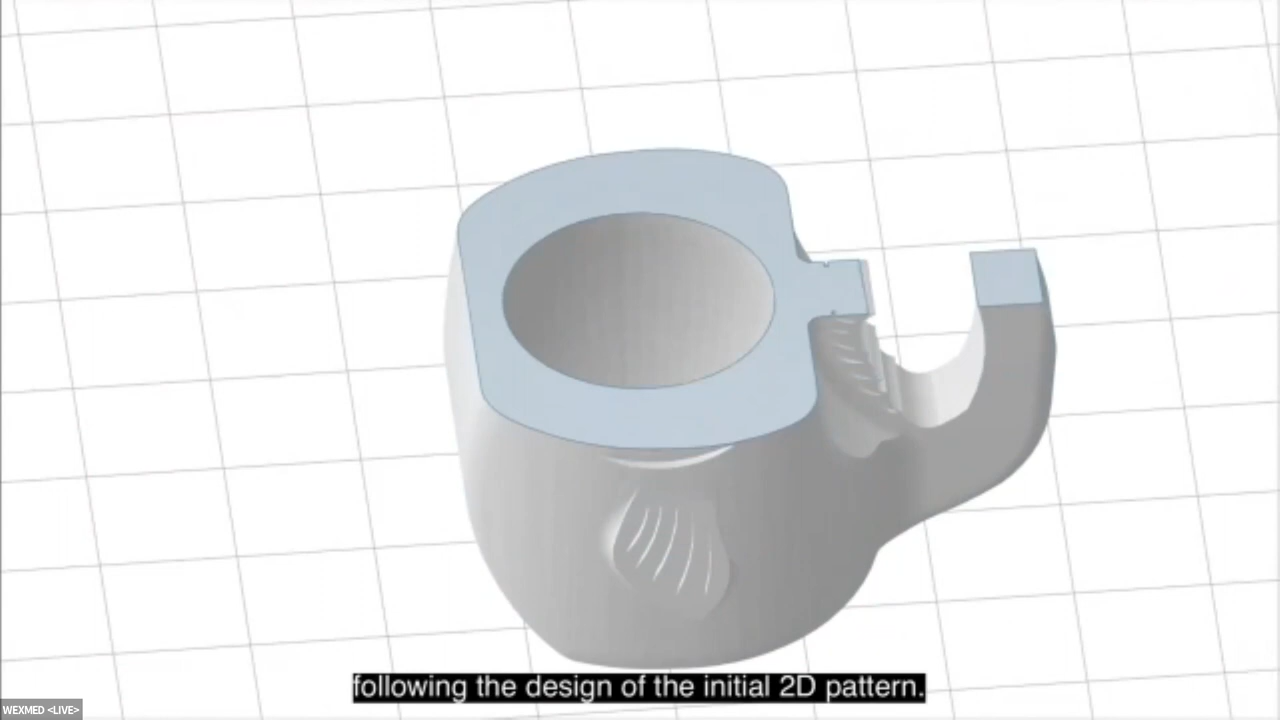 following the design of the initial 2D pattern.
WEXMED <LIVE>